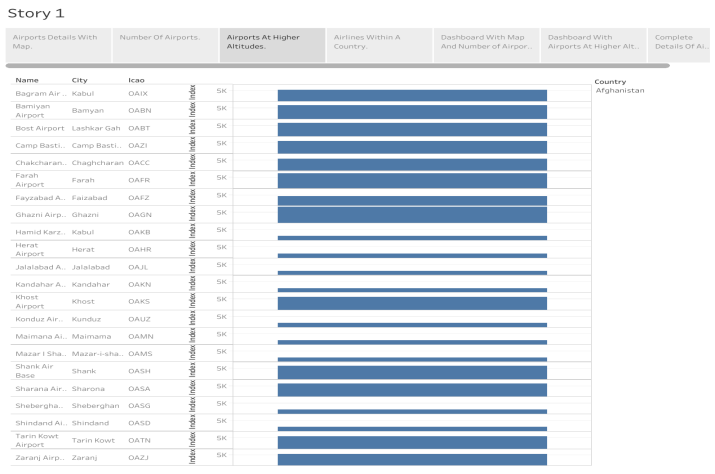 Story 1
Airports Details With
Map.
Number Of Airports.
Airports At Higher
Altitudes.
Airlines Within A
Country.
Dashboard With Map
And Number of Airpor...
Dashboard With
Airports At Higher Alt...
Complete
Details Of Ai...
Name City Icao
Country
Afghanistan
Bagram Air .. Kabul OAIX Index 5K
Bamiyan
Airport Bamyan OABN Index 5K
Bost Airport Lashkar Gah OABT Index 5K
Camp Basti.. Camp Basti.. OAZI Index 5K
Chakcharan.. Chaghcharan OACC Index 5K
Farah
Airport Farah OAFR Index 5K
Fayzabad A.. Faizabad OAFZ Index 5K
Ghazni Airp.. Ghazni OAGN Index 5K
Hamid Karz.. Kabul OAKB Index 5K
Herat
Airport Herat OAHR Index 5K
Jalalabad A.. Jalalabad OAJL Index 5K
Kandahar A.. Kandahar OAKN Index 5K
Khost
Airport Khost OAKS Index 5K
Konduz Air.. Kunduz OAUZ Index 5K
Maimana Ai.. Maimama OAMN Index 5K
Mazar I Sha.. Mazar-i-sha.. OAMS Index 5K
Shank Air
Base Shank OASH Index 5K
Sharana Air.. Sharona OASA Index 5K
Shebergha.. Sheberghan OASG Index 5K
Shindand Ai.. Shindand OASD Index 5K
Tarin Kowt
Airport Tarin Kowt OATN Index 5K
Zaranj Airp.. Zaranj OAZJ Index 5K